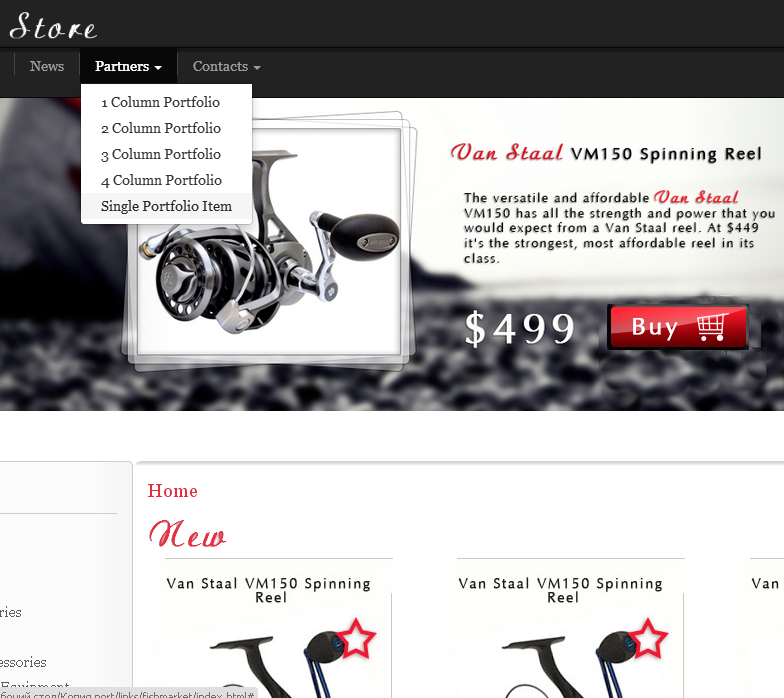 Store
News
Partners
Contacts
1 Column Portfolio
2 Column Portfolio
3 Column Portfolio
4 Column Portfolio
Single Portfolio Item
Van Staal VM150 Spinning Reel
The versatile and affordable Van Staal
VM150 has all the strength and power that you
would expect from a Van Staal reel. At $449
it's the strongest, most affordable reel in its
class.
$499
Buy
Home
New
Van Staal VM150 Spinning
Reel
Van Staal VM150 Spinning
Reel
Van
ries
essories
Equipment
бочий стол/Копия port/links/fishmarket/index.html#